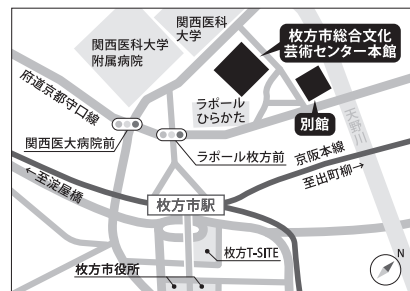 関西医科
大学
関西医科大学
附属病院
枚方市総合文化
芸術センター本館
別館
ラポール
ひらかた
府道京都守口線
天野川
関西医大病院前
ラポール枚方前
京阪本線
至出町柳→
←至淀屋橋
枚方市駅
枚方T-SITE
枚方市役所
N